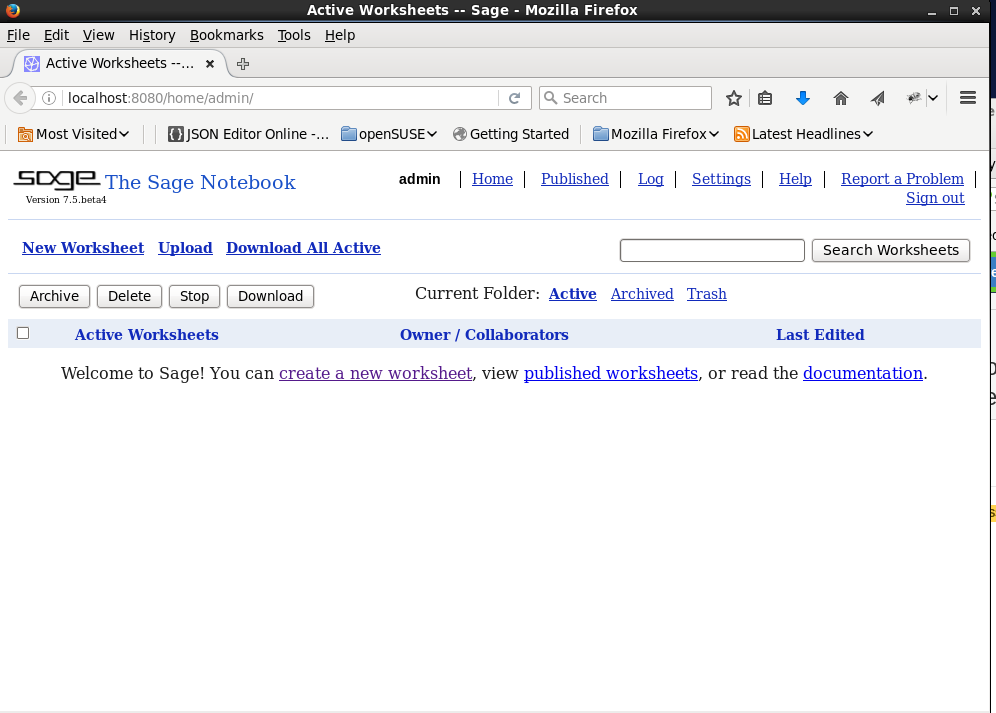 Active Worksheets -- Sage - Mozilla Firefox
File Edit View History Bookmarks Tools Help
Active Worksheets --...
localhost:8080/home/admin/ Search
Most Visited JSON Editor Online -... openSUSE Getting Started Mozilla Firefox Latest Headlines
sage The Sage Notebook admin Home Published Log Settings Help Report a Problem
Version 7.5.beta4 Sign out
New Worksheet Upload Download All Active Search Worksheets
Archive Delete Stop Download Current Folder: Active Archived Trash
Active Worksheets Owner / Collaborators Last Edited
Welcome to Sage! You can create a new worksheet, view published worksheets, or read the documentation.